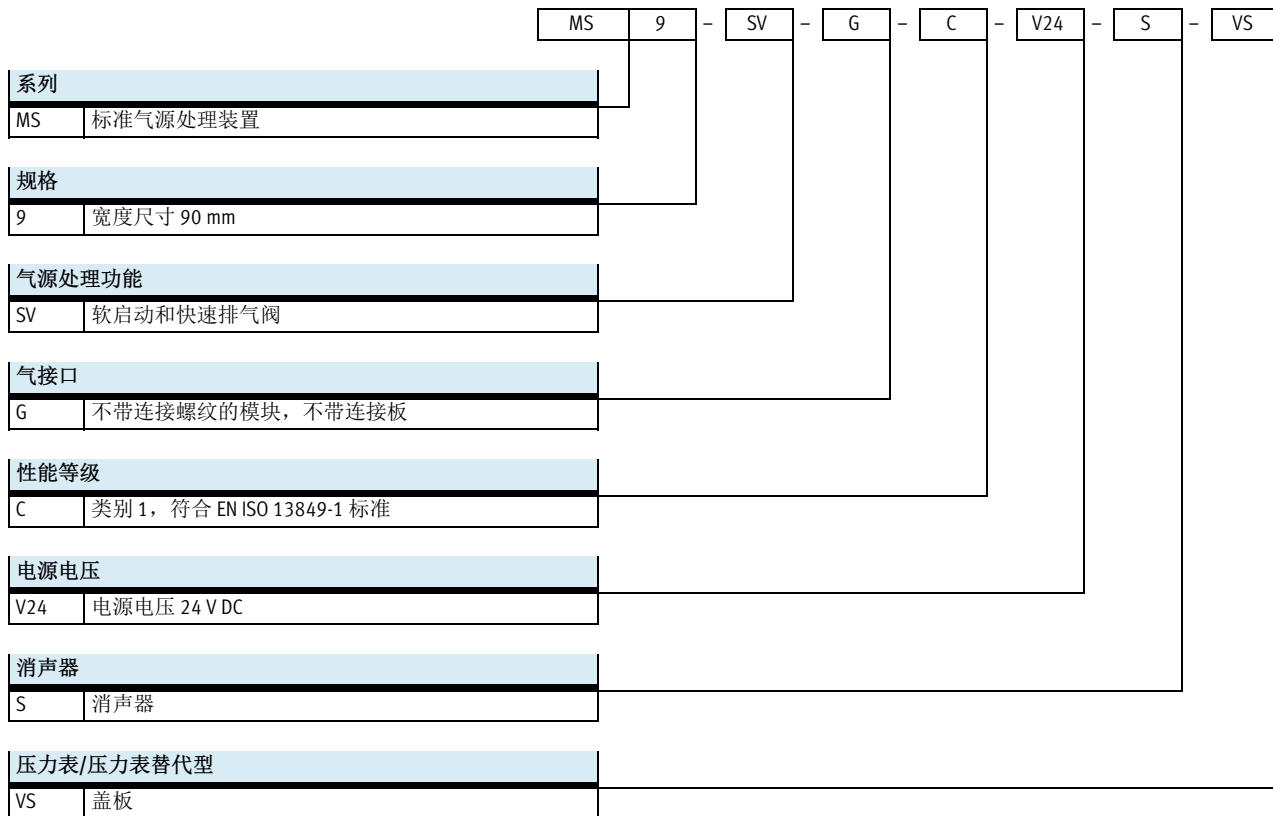 MS 9 – SV – G – C – V24 – S – VS
系列
MS 标准气源处理装置
规格
9 宽度尺寸 90 mm
气源处理功能
SV 软启动和快速排气阀
气接口
G 不带连接螺纹的模块，不带连接板
性能等级
C 类别 1，符合 EN ISO 13849-1 标准
电源电压
V24 电源电压 24 V DC
消声器
S 消声器
压力表/压力表替代型
VS 盖板